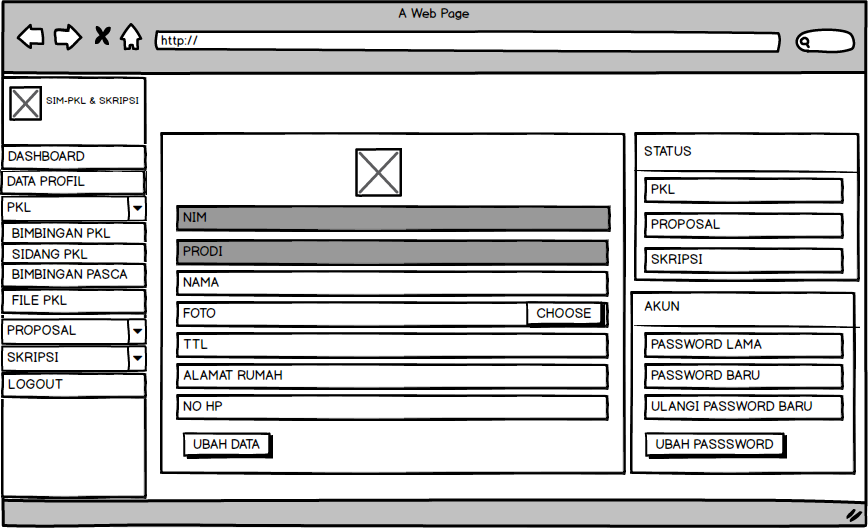 A Web Page
http://
SIM-PKL & SKRIPSI
DASHBOARD
DATA PROFIL
PKL
BIMBINGAN PKL
SIDANG PKL
BIMBINGAN PASCA
FILE PKL
PROPOSAL
SKRIPSI
LOGOUT
NIM
PRODI
NAMA
FOTO CHOOSE
TTL
ALAMAT RUMAH
NO HP
UBAH DATA
STATUS
PKL
PROPOSAL
SKRIPSI
AKUN
PASSWORD LAMA
PASSWORD BARU
ULANGI PASSWORD BARU
UBAH PASSSWORD